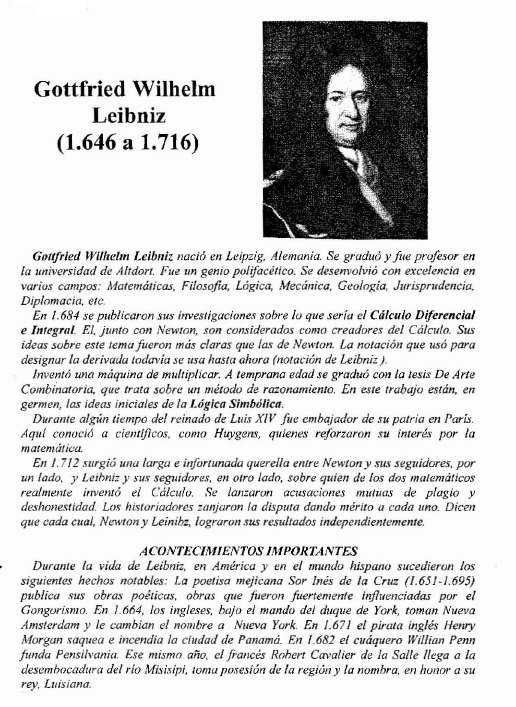 Gottfried Wilhelm
Leibniz
(1.646 a 1.716)
Gottfried Wilhelm Leibniz nació en Leipzig, Alemania. Se graduó y fue profesor en
la universidad de Altdort. Fue un genio polifacético. Se desenvolvió con excelencia en
varios campos: Matemáticas, Filosofía, Lógica, Mecánica, Geología, Jurisprudencia,
Diplomacia, etc.
En 1.684 se publicaron sus investigaciones sobre lo que sería el Cálculo Diferencial
e Integral. El, junto con Newton, son considerados como creadores del Cálculo. Sus
ideas sobre este tema fueron más claras que las de Newton. La notación que usó para
designar la derivada todavía se usa hasta ahora (notación de Leibniz ).
Inventó una máquina de multiplicar. A temprana edad se graduó con la tesis De Arte
Combinatoria, que trata sobre un método de razonamiento. En este trabajo están, en
germen, las ideas iniciales de la Lógica Simbólica.
Durante algún tiempo del reinado de Luis XIV fue embajador de su patria en París.
Aquí conoció a científicos, como Huygens, quienes reforzaron su interés por la
matemática.
En 1.712 surgió una larga e infortunada querella entre Newton y sus seguidores, por
un lado, y Leibniz y sus seguidores, en otro lado, sobre quien de los dos matemáticos
realmente inventó el Cálculo. Se lanzaron acusaciones mutuas de plagio y
deshonestidad. Los historiadores zanjaron la disputa dando mérito a cada uno. Dicen
que cada cual, Newton y Leinibz, lograron sus resultados independientemente.
ACONTECIMIENTOS IMPORTANTES
Durante la vida de Leibniz, en América y en el mundo hispano sucedieron los
siguientes hechos notables: La poetisa mejicana Sor Inés de la Cruz (1.651-1.695)
publica sus obras poéticas, obras que fueron fuertemente influenciadas por el
Gongorismo. En 1.664, los ingleses, bajo el mando del duque de York, toman Nueva
Amsterdam y le cambian el nombre a Nueva York. En 1.671 el pirata inglés Henry
Morgan saquea e incendia la ciudad de Panamá. En 1.682 el cuáquero Willian Penn
funda Pensilvania. Ese mismo año, el francés Robert Cavalier de la Salle llega a la
desembocadura del río Misisipi, toma posesión de la región y la nombra, en honor a su
rey, Luisiana.